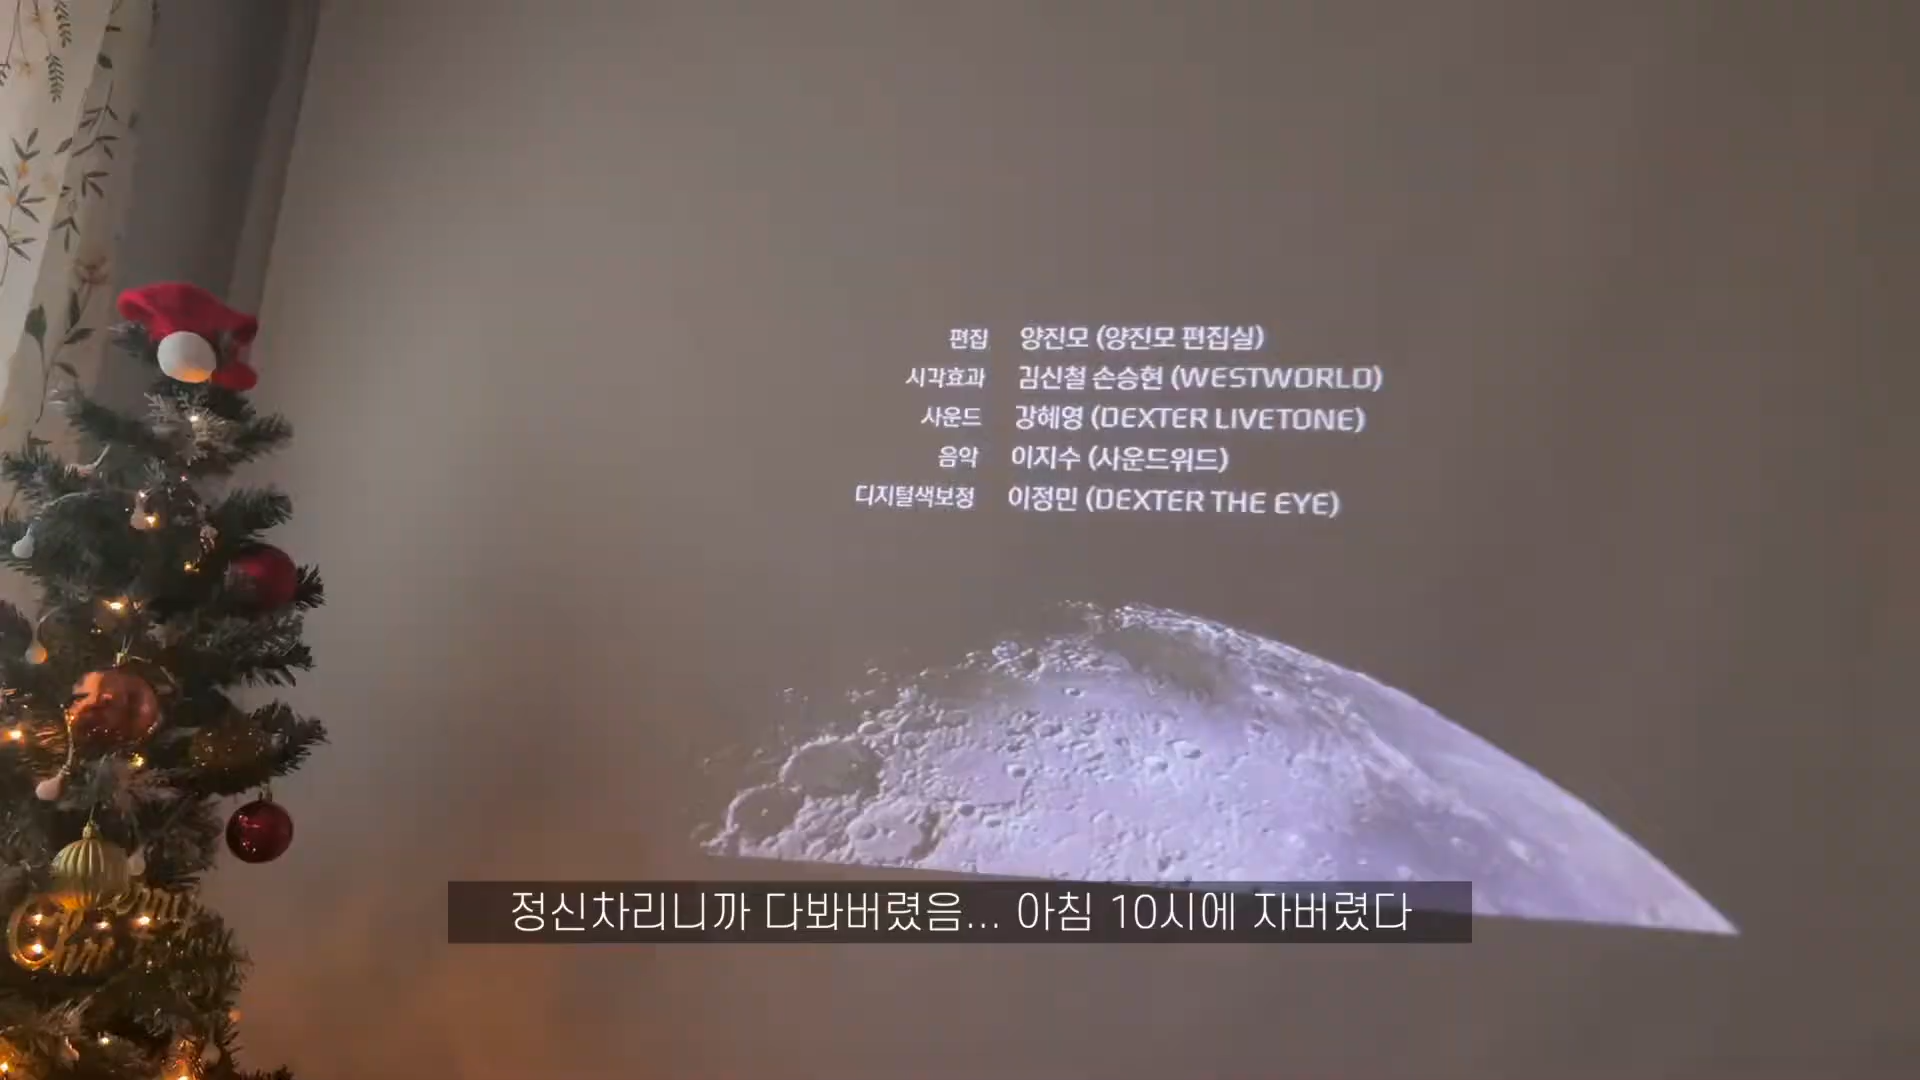 편집 양진모 (양진모 편집실)
시각효과 김신철 손승현 (WESTWORLD)
사운드 강혜영 (DEXTER LIVETONE)
음악 이지수 (사운드워드)
디지털색보정 이정민 (DEXTER THE EYE)
정신차리니까 다봐버렸음... 아침 10시에 자버렸다